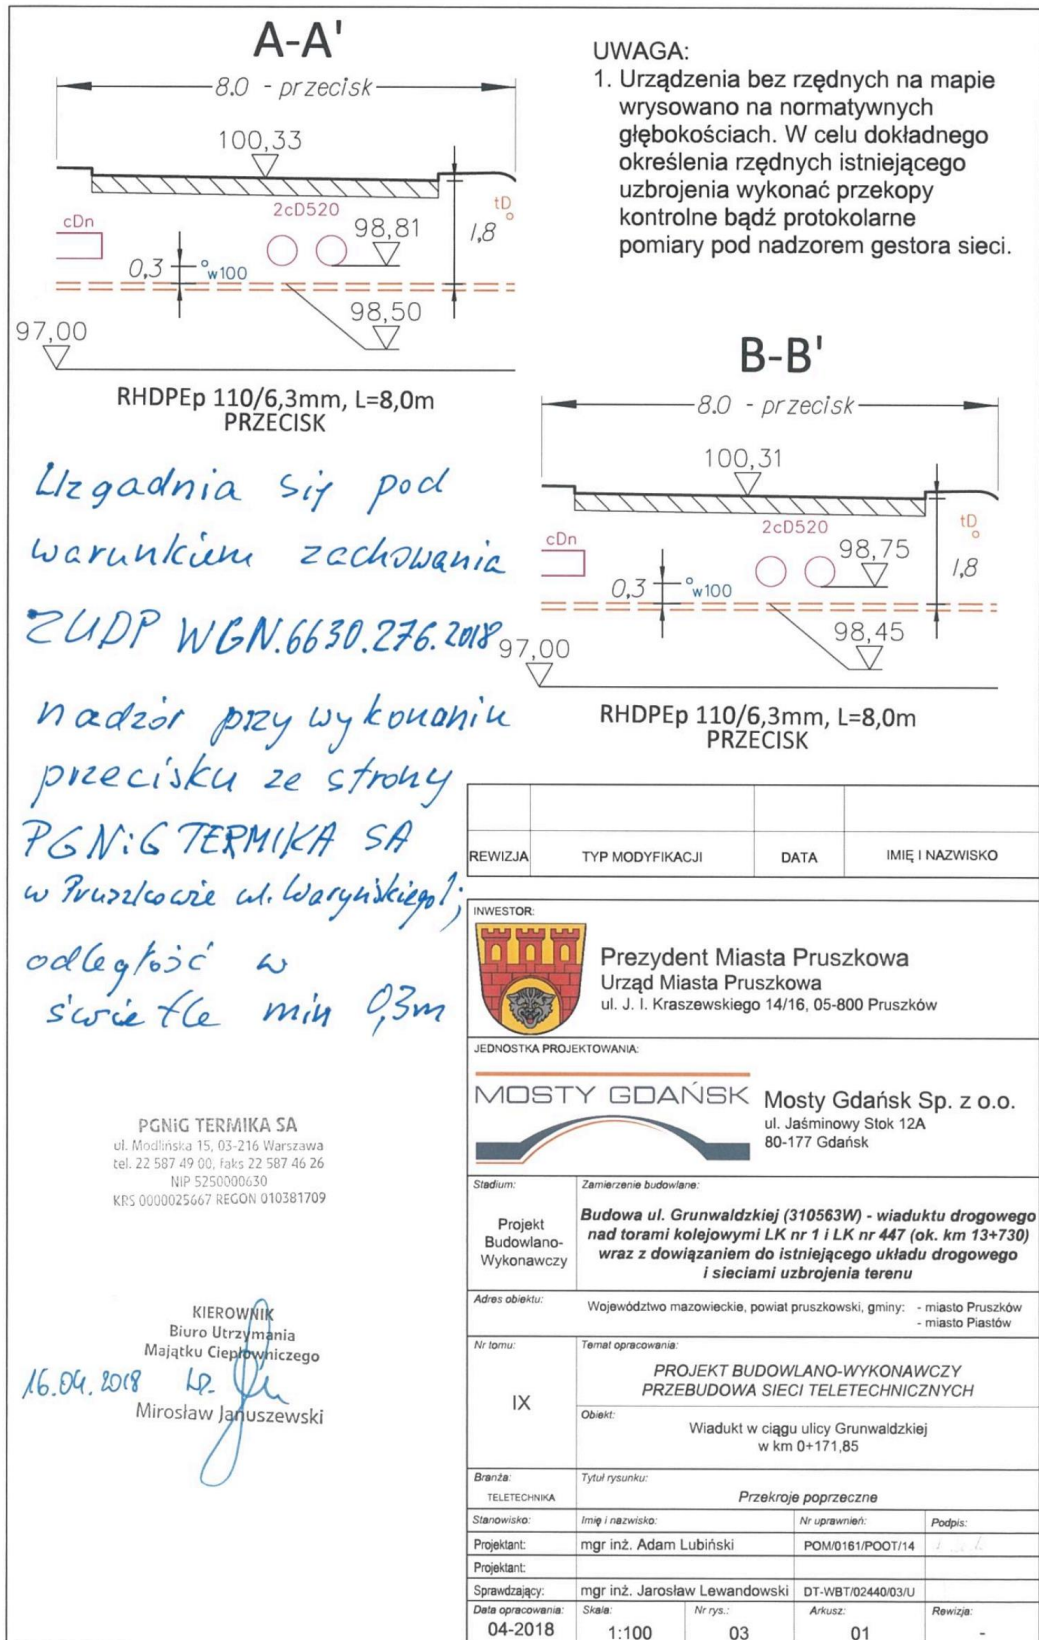 A-A'
8.0 - przecisk
100,33
cDn
2cD520
98,81
tD
1,8
0,3
w100
98,50
97,00
RHDPEp 110/6,3mm, L=8,0m
PRZECISK
UWAGA:
1. Urządzenia bez rzędnych na mapie
wrysowano na normatywnych
głębokościach. W celu dokładnego
określenia rzędnych istniejącego
uzbrojenia wykonać przekopy
kontrolne bądź protokolarne
pomiary pod nadzorem gestora sieci.
B-B'
8.0 - przecisk
100,31
cDn
2cD520
98,75
tD
1,8
0,3
w100
98,45
97,00
RHDPEp 110/6,3mm, L=8,0m
PRZECISK
Uzgadnia się pod
warunkiem zachowania
ZUDP WGN.6630.276.2018
nadzór przy wykonaniu
przecisku ze strony
PGNiG TERMIKA SA
w Pruszkowie ul. Waryńskiego 1;
odległość w
świetle min 0,3m
PGNiG TERMIKA SA
ul. Modlińska 15, 03-216 Warszawa
tel. 22 587 49 00, faks 22 587 46 26
NIP 5250000630
KRS 0000025667 REGON 010381709
KIEROWNIK
Biuro Utrzymania
Majątku Ciepłowniczego
16.04.2018
Mirosław Januszewski
REWIZJA TYP MODYFIKACJI DATA IMIĘ I NAZWISKO
INWESTOR:
Prezydent Miasta Pruszkowa
Urząd Miasta Pruszkowa
ul. J. I. Kraszewskiego 14/16, 05-800 Pruszków
JEDNOSTKA PROJEKTOWANIA:
MOSTY GDAŃSK
Mosty Gdańsk Sp. z o.o.
ul. Jaśminowy Stok 12A
80-177 Gdańsk
Stadium:
Projekt
Budowlano-
Wykonawczy
Zamierzenie budowlane:
Budowa ul. Grunwaldzkiej (310563W) - wiaduktu drogowego
nad torami kolejowymi LK nr 1 i LK nr 447 (ok. km 13+730)
wraz z dowiązaniem do istniejącego układu drogowego
i sieciami uzbrojenia terenu
Adres obiektu:
Województwo mazowieckie, powiat pruszkowski, gminy: - miasto Pruszków
- miasto Piastów
Nr tomu:
IX
Temat opracowania:
PROJEKT BUDOWLANO-WYKONAWCZY
PRZEBUDOWA SIECI TELETECHNICZNYCH
Obiekt:
Wiadukt w ciągu ulicy Grunwaldzkiej
w km 0+171,85
Branża:
TELETECHNIKA
Tytuł rysunku:
Przekroje poprzeczne
Stanowisko: Imię i nazwisko: Nr uprawnień: Podpis:
Projektant: mgr inż. Adam Lubiński POM/0161/POOT/14
Projektant:
Sprawdzający: mgr inż. Jarosław Lewandowski DT-WBT/02440/03/U
Data opracowania: Skala: Nr rys.: Arkusz: Rewizja:
04-2018 1:100 03 01 -